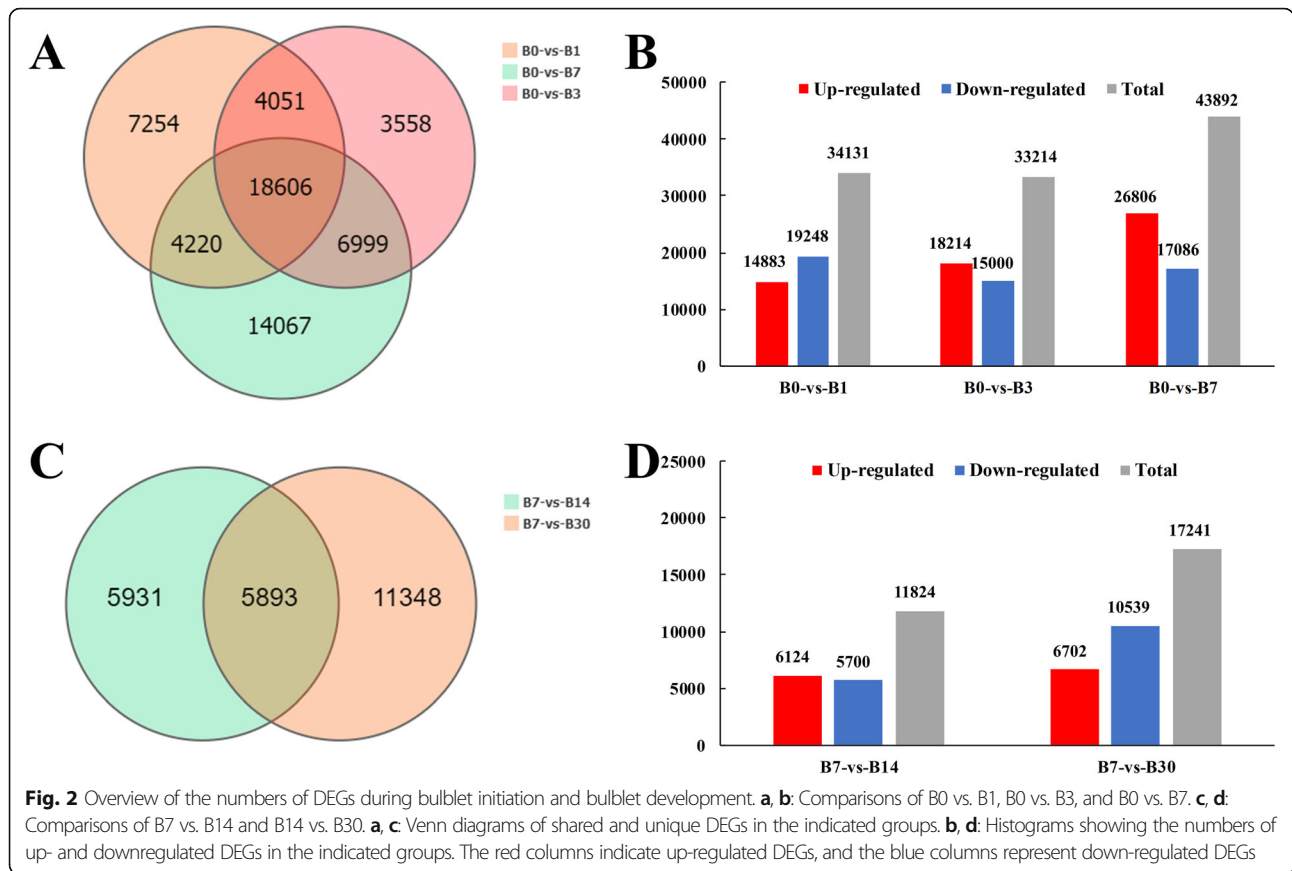 A
B0-vs-B1
B0-vs-B7
B0-vs-B3
7254
4051
3558
18606
4220
6999
14067
B
Up-regulated Down-regulated Total
50000
40000
30000
20000
10000
0
14883
19248
34131
18214
15000
33214
26806
17086
43892
B0-vs-B1 B0-vs-B3 B0-vs-B7
C
B7-vs-B14
B7-vs-B30
5931
5893
11348
D
Up-regulated Down-regulated Total
25000
20000
15000
10000
5000
0
6124
5700
11824
6702
10539
17241
B7-vs-B14 B7-vs-B30
Fig. 2 Overview of the numbers of DEGs during bulblet initiation and bulblet development. a, b: Comparisons of B0 vs. B1, B0 vs. B3, and B0 vs. B7. c, d:
Comparisons of B7 vs. B14 and B14 vs. B30. a, c: Venn diagrams of shared and unique DEGs in the indicated groups. b, d: Histograms showing the numbers of
up- and downregulated DEGs in the indicated groups. The red columns indicate up-regulated DEGs, and the blue columns represent down-regulated DEGs